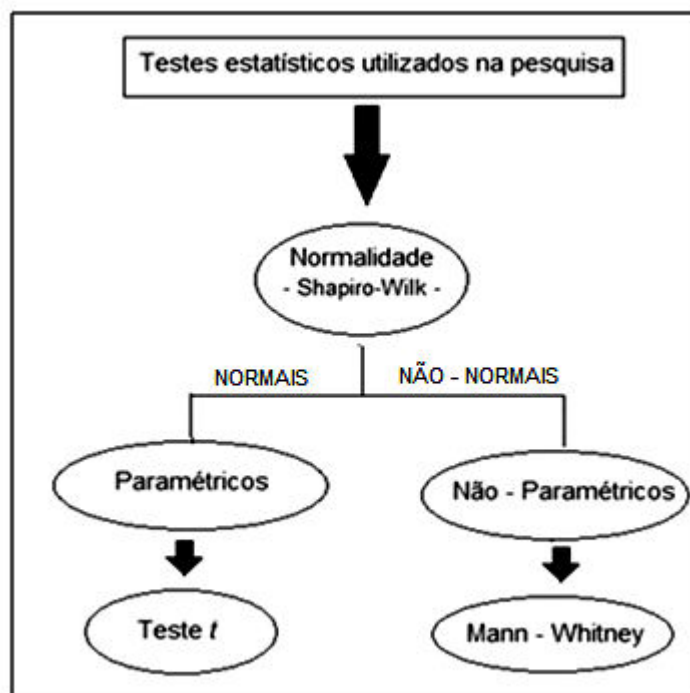 Testes estatísticos utilizados na pesquisa
Normalidade
- Shapiro-Wilk -
NORMAIS
NÃO - NORMAIS
Paramétricos
Não - Paramétricos
Teste t
Mann - Whitney